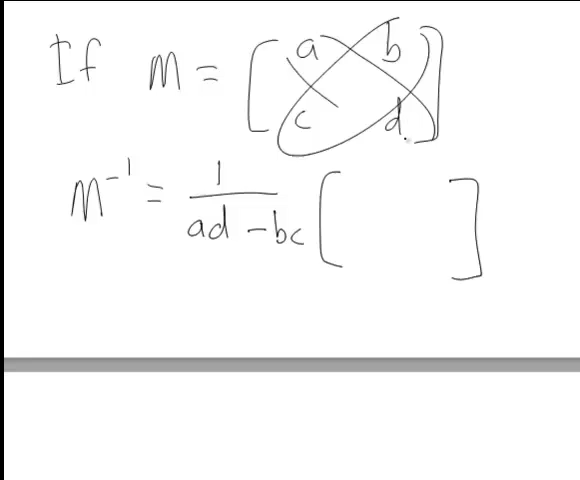 If m = [a b
c d]
m⁻¹ = 1/(ad - bc) [ ]